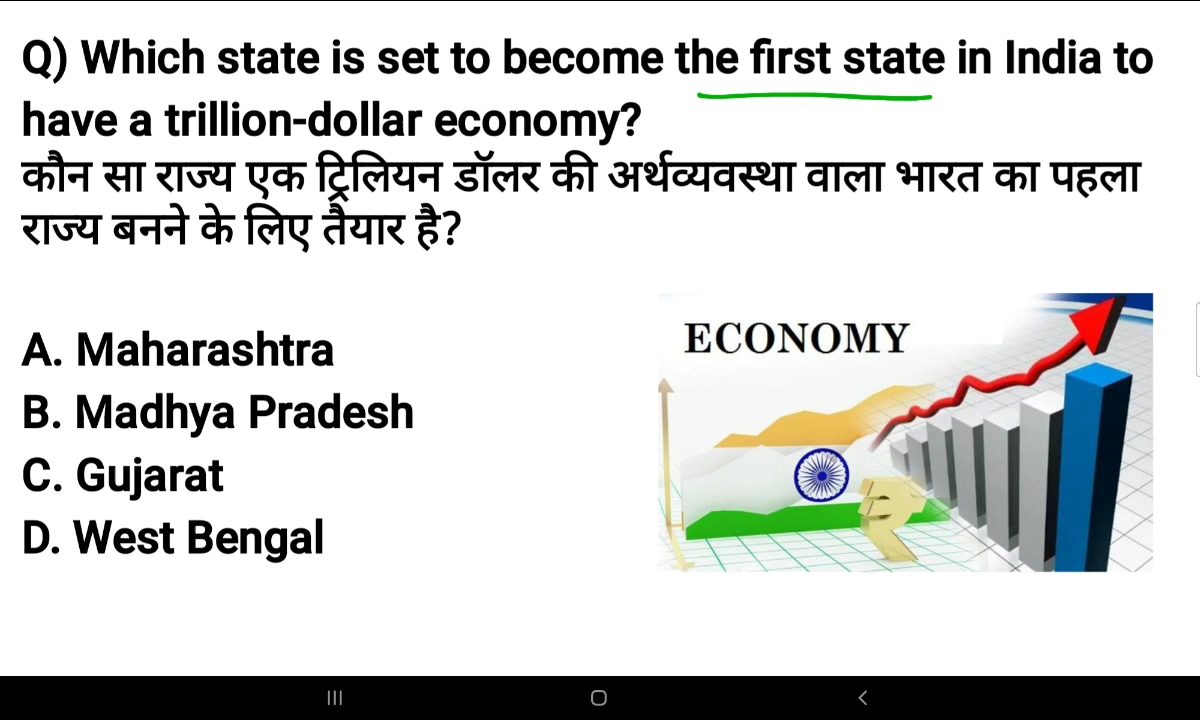 Q) Which state is set to become the first state in India to
have a trillion-dollar economy?
कौन सा राज्य एक ट्रिलियन डॉलर की अर्थव्यवस्था वाला भारत का पहला
राज्य बनने के लिए तैयार है?
A. Maharashtra
B. Madhya Pradesh
C. Gujarat
D. West Bengal
ECONOMY